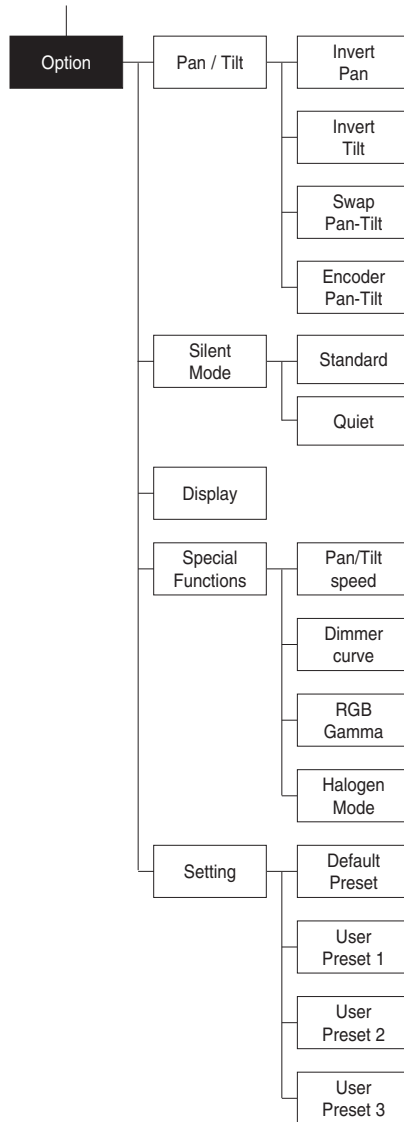 Option
Pan / Tilt
Invert
Pan
Invert
Tilt
Swap
Pan-Tilt
Encoder
Pan-Tilt
Silent
Mode
Standard
Quiet
Display
Special
Functions
Pan/Tilt
speed
Dimmer
curve
RGB
Gamma
Halogen
Mode
Setting
Default
Preset
User
Preset 1
User
Preset 2
User
Preset 3